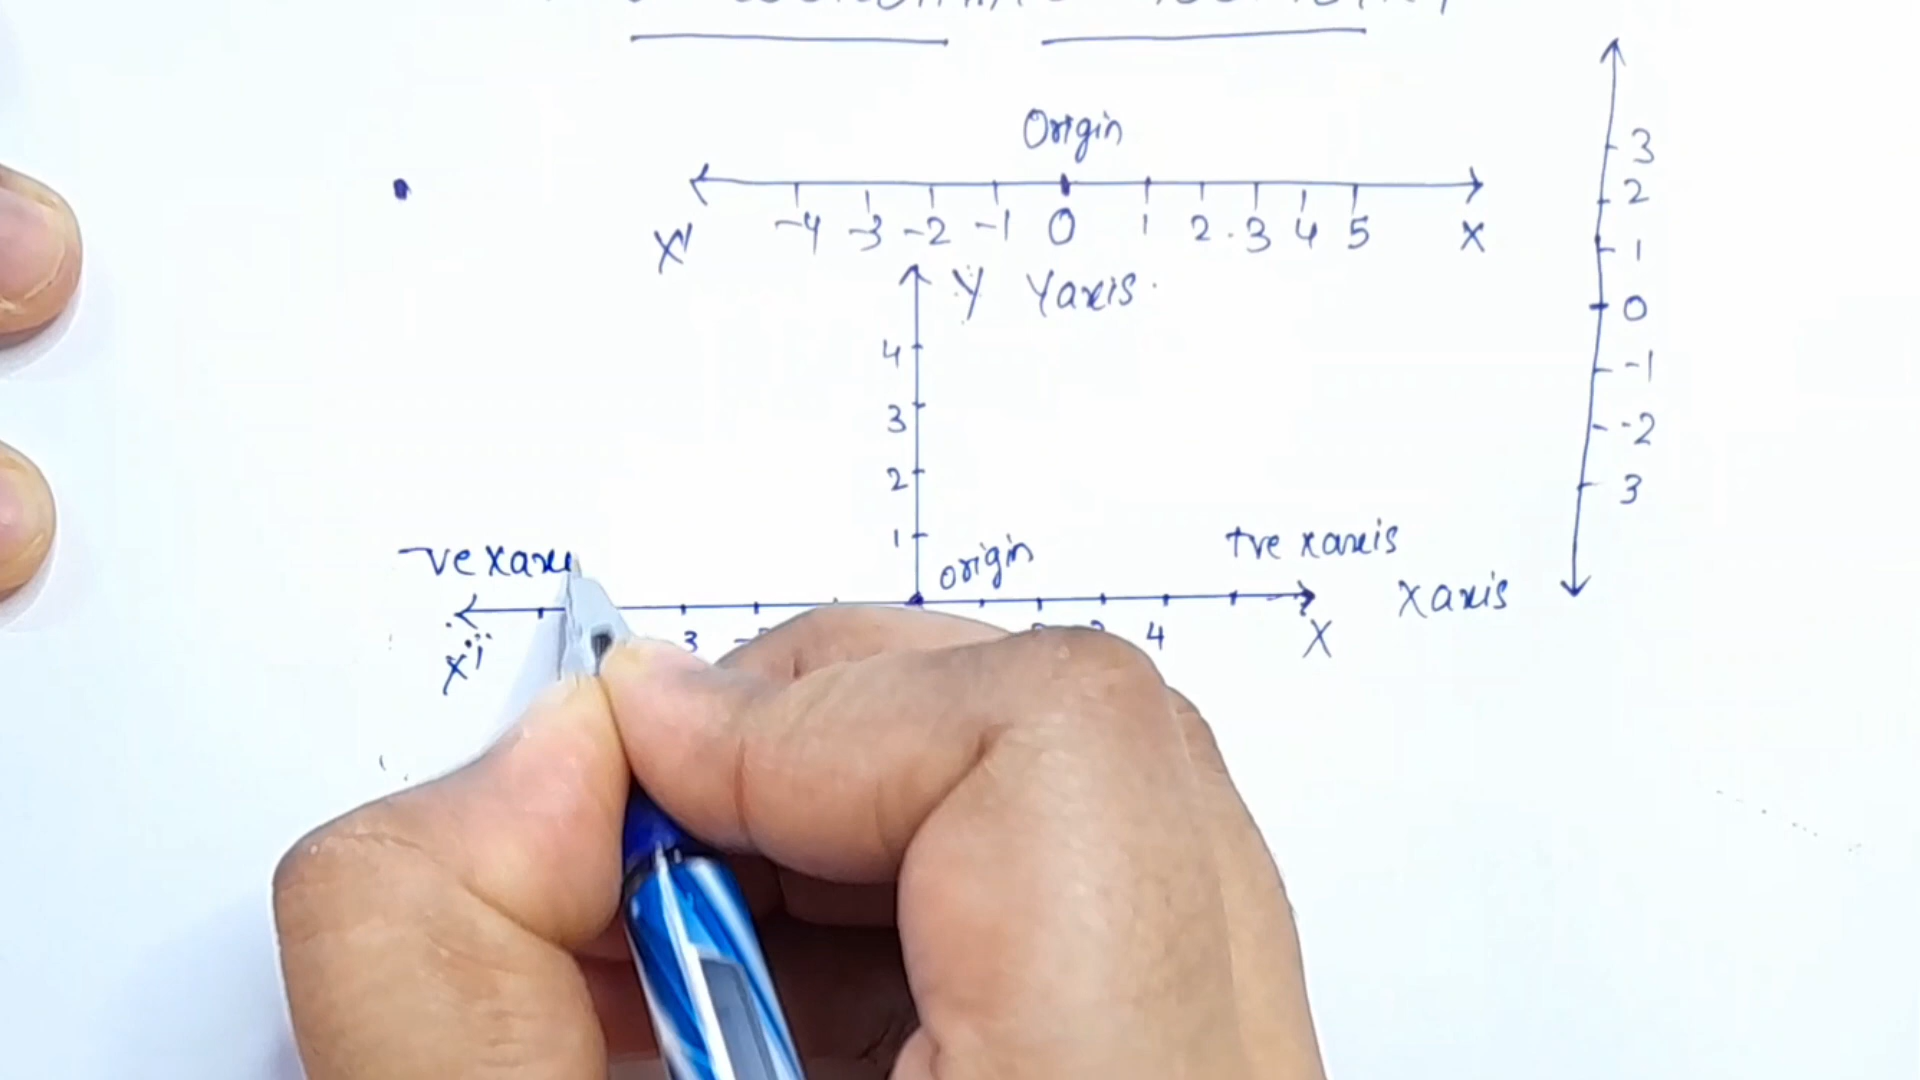 Origin
-4 -3 -2 -1 0 1 2 3 4 5
X' X
Y Yaxis
4
3
2
1
origin
-ve xaxi
+ve xaxis
xaxis
3 4
X' X
3
2
1
0
-1
-2
3